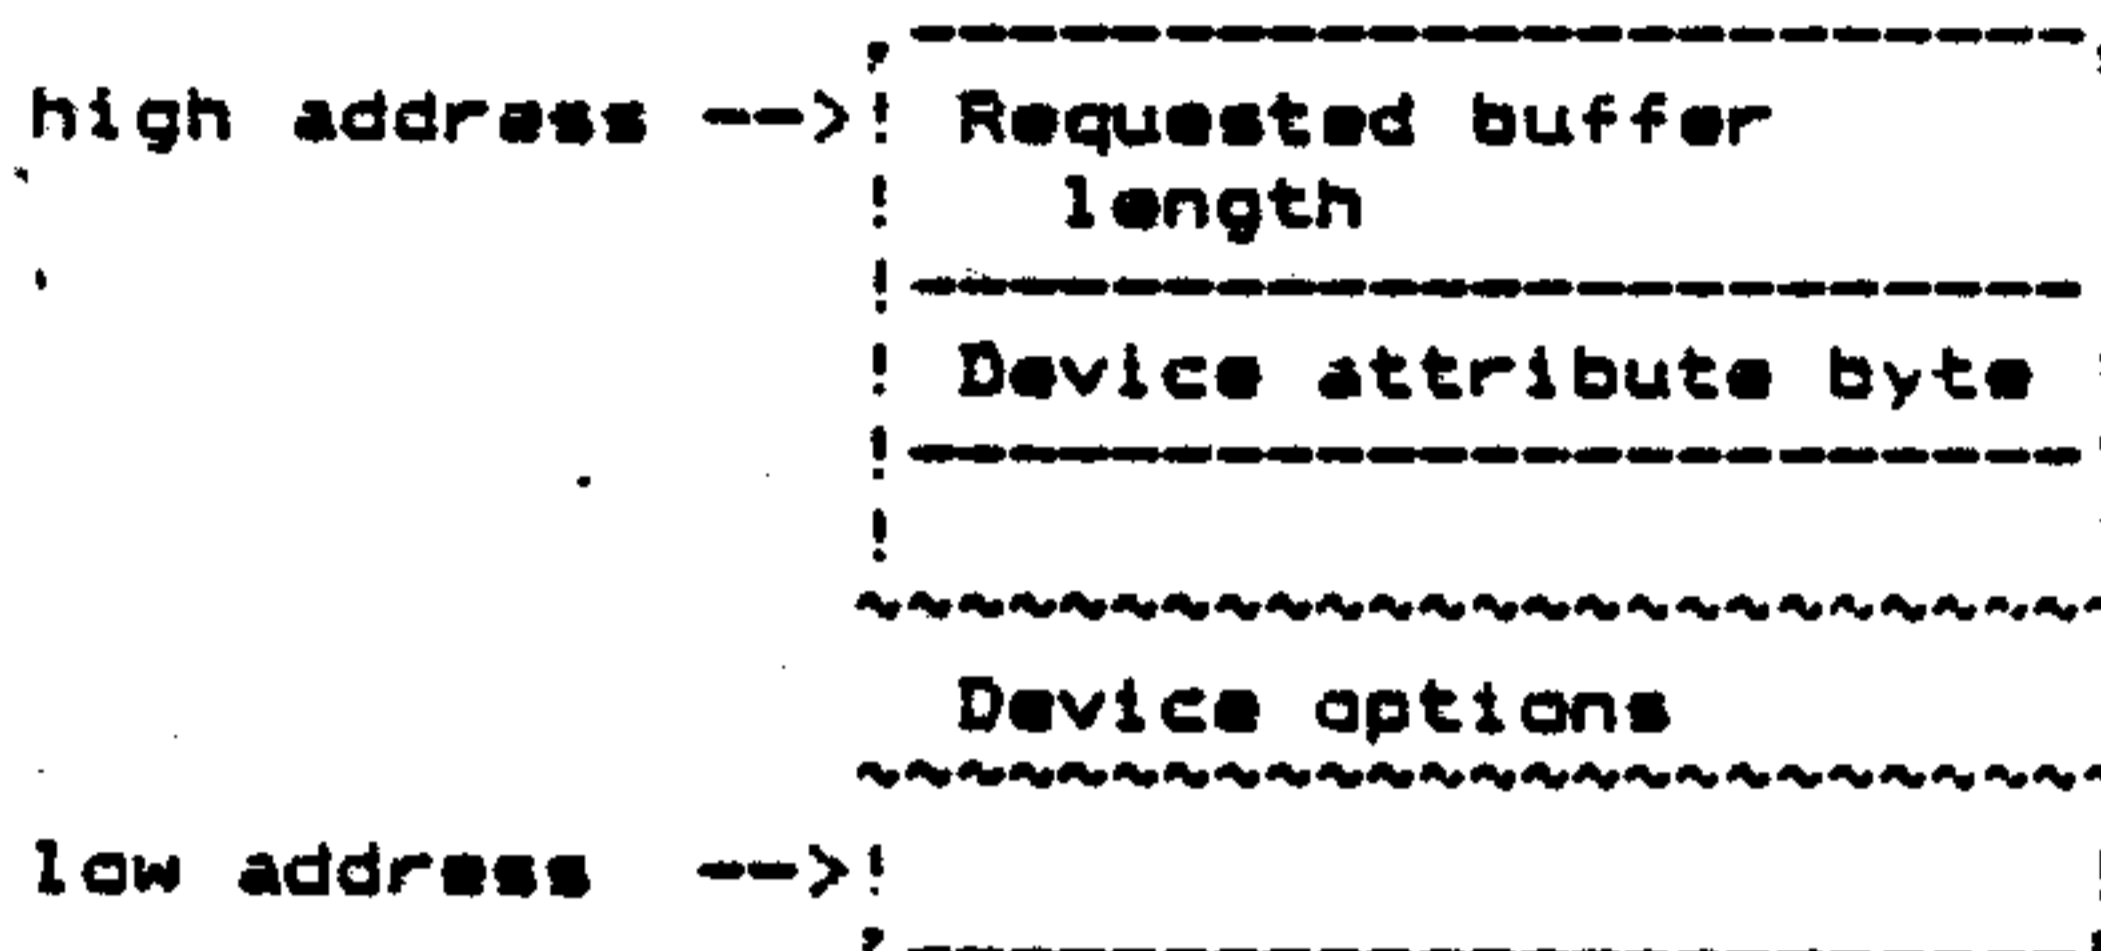 high address -->! Requested buffer
! length
!
! Device attribute byte
!
!
~~~~~~~~~~~~~~~~~~~~~~~~~
Device options
~~~~~~~~~~~~~~~~~~~~~~~~~
low address -->!